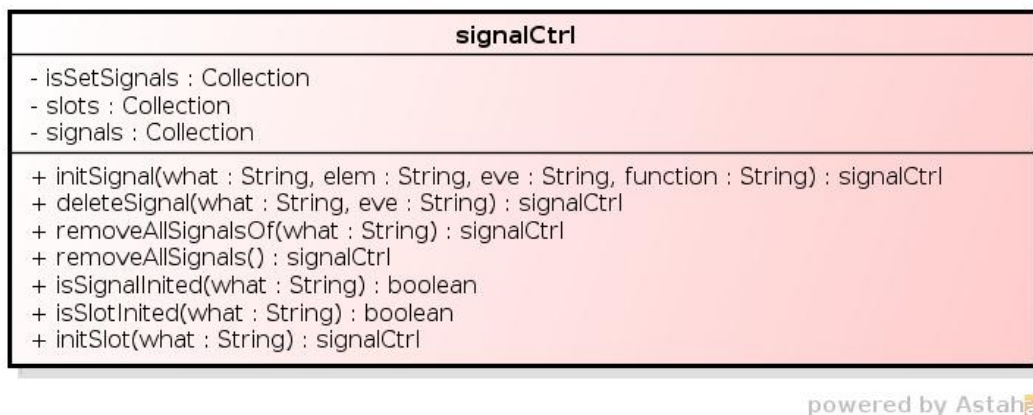 signalCtrl
- isSetSignals : Collection
- slots : Collection
- signals : Collection
+ initSignal(what : String, elem : String, eve : String, function : String) : signalCtrl
+ deleteSignal(what : String, eve : String) : signalCtrl
+ removeAllSignalsOf(what : String) : signalCtrl
+ removeAllSignals() : signalCtrl
+ isSignalInited(what : String) : boolean
+ isSlotInited(what : String) : boolean
+ initSlot(what : String) : signalCtrl
powered by Astah